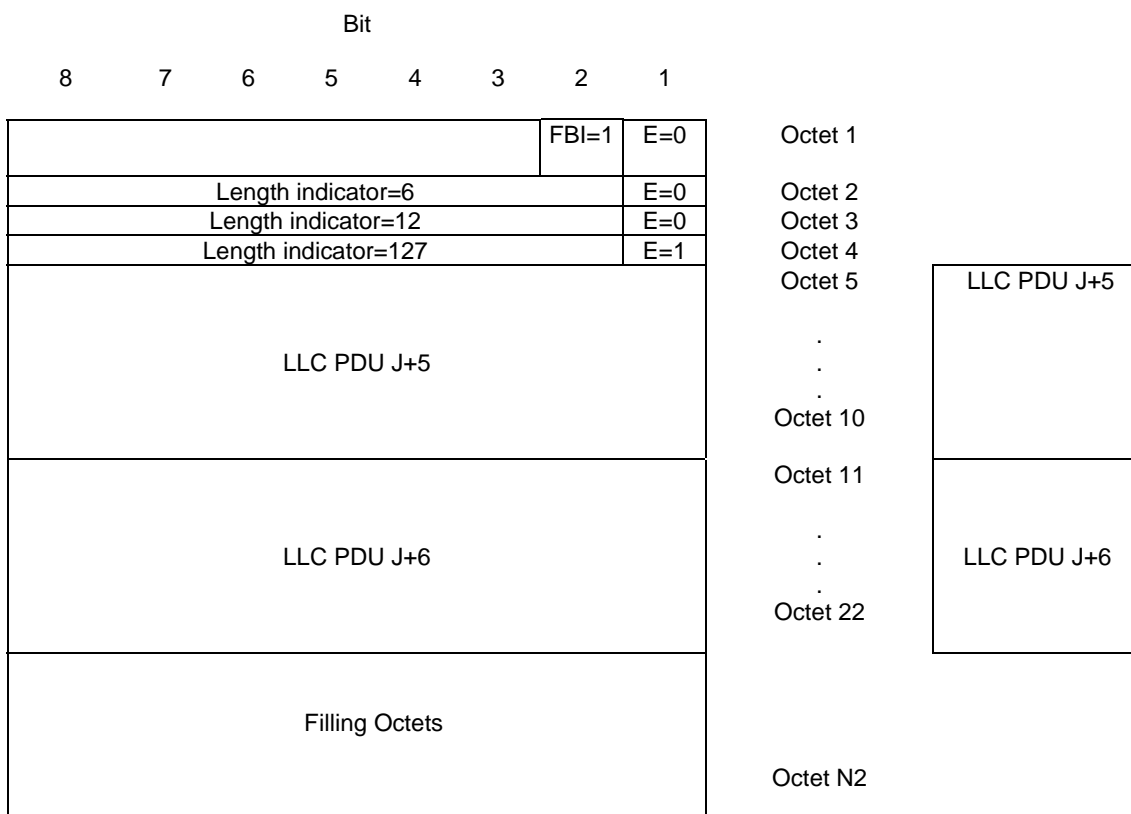 Bit
8 7 6 5 4 3 2 1
FBI=1 E=0 Octet 1
Length indicator=6 E=0 Octet 2
Length indicator=12 E=0 Octet 3
Length indicator=127 E=1 Octet 4
Octet 5 LLC PDU J+5
.
LLC PDU J+5 .
.
Octet 10
Octet 11
.
LLC PDU J+6 . LLC PDU J+6
.
Octet 22
Filling Octets
Octet N2